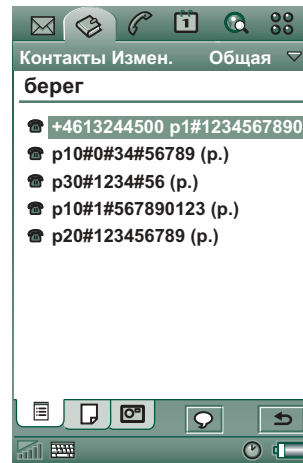 Контакты Измен. Общая
берег
+4613244500 p1#1234567890
p10#0#34#56789 (р.)
p30#1234#56 (р.)
p10#1#567890123 (р.)
p20#123456789 (р.)